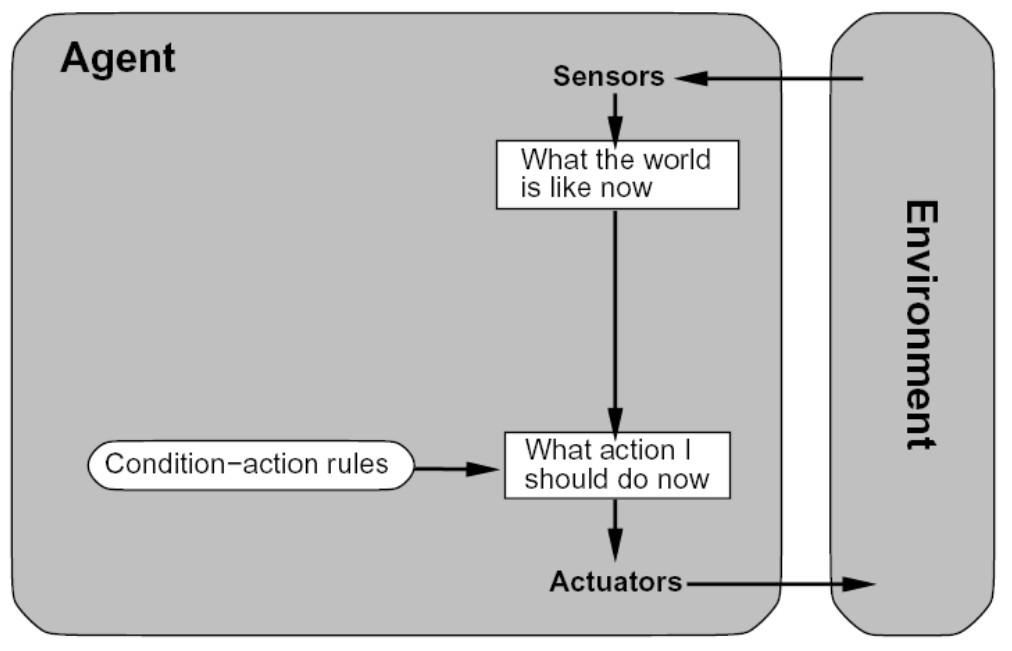 Agent
Sensors
What the world
is like now
Environment
Condition−action rules
What action I
should do now
Actuators